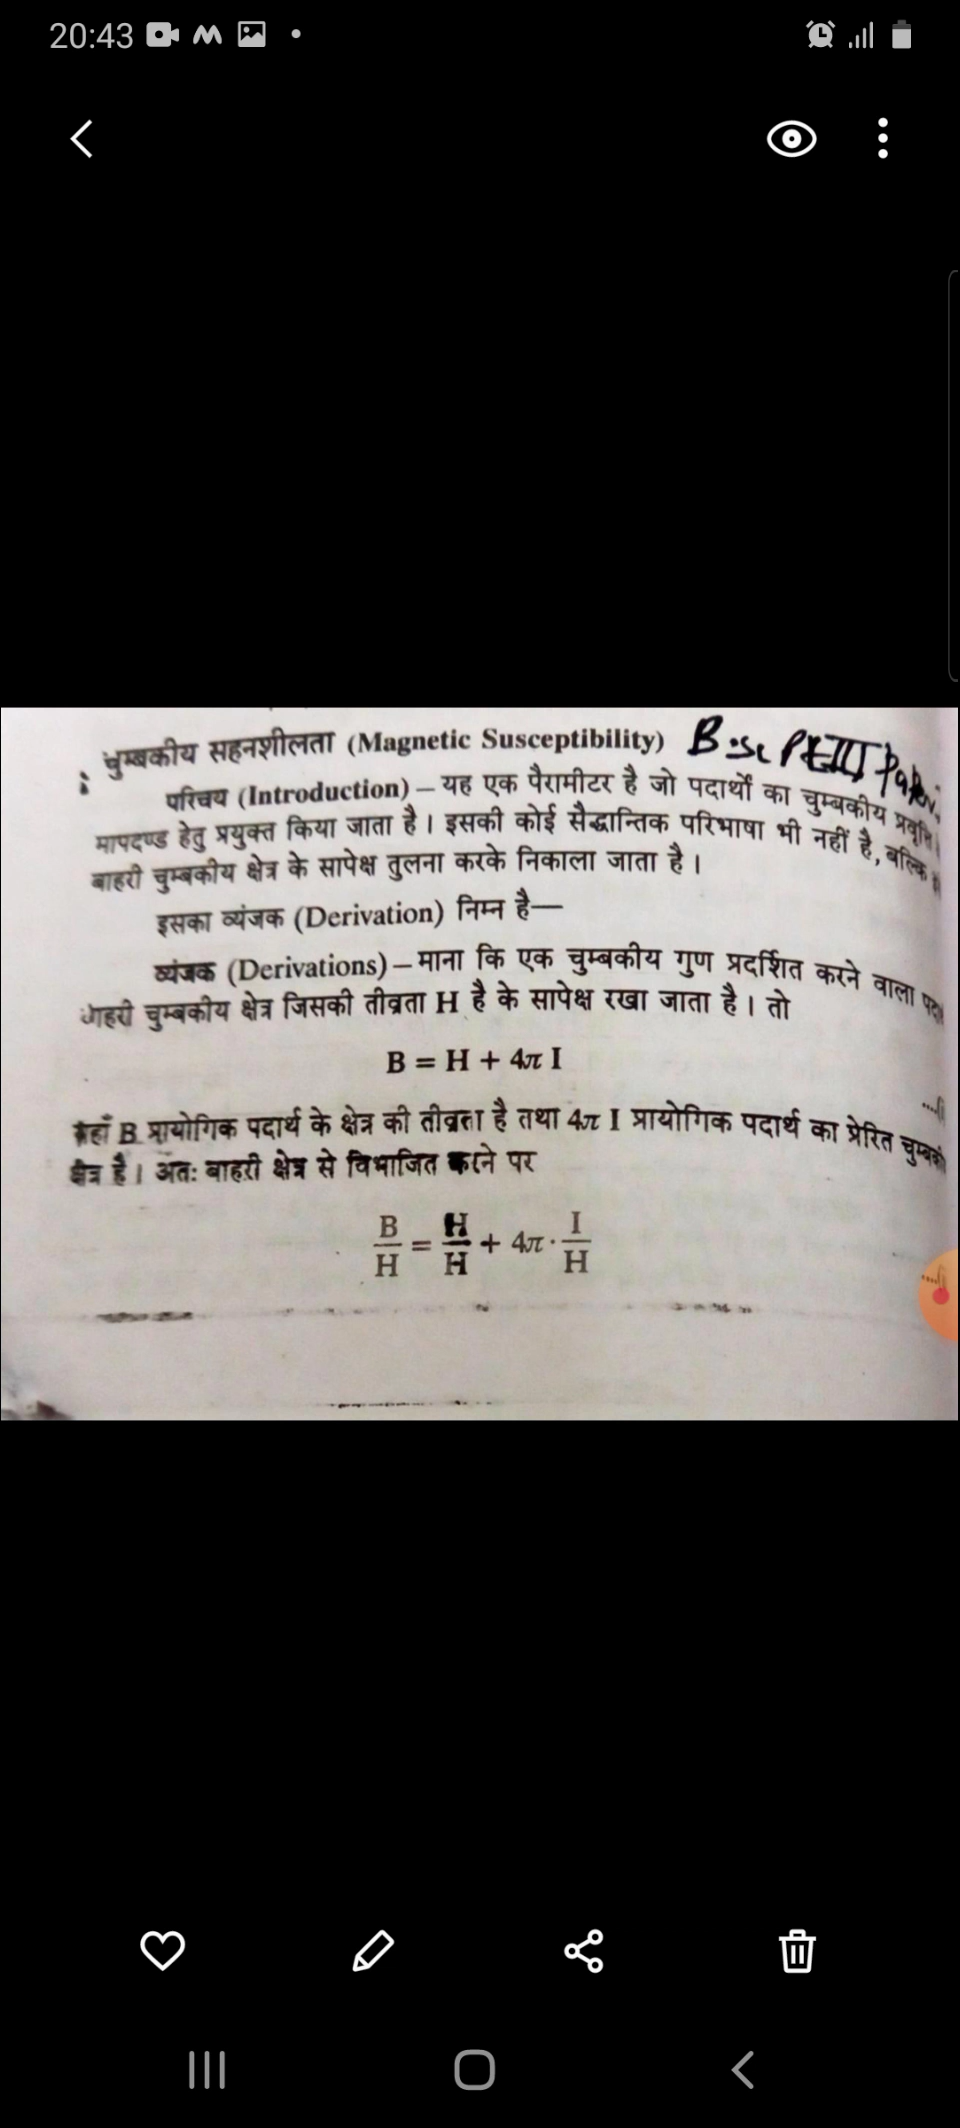 20:43
चुम्बकीय सहनशीलता (Magnetic Susceptibility) B.Sc Pt III
परिचय (Introduction) – यह एक पैरामीटर है जो पदार्थों का चुम्बकीय प्रवृत्ति
मापदण्ड हेतु प्रयुक्त किया जाता है। इसकी कोई सैद्धान्तिक परिभाषा भी नहीं है, बल्कि
बाहरी चुम्बकीय क्षेत्र के सापेक्ष तुलना करके निकाला जाता है।
इसका व्यंजक (Derivation) निम्न है—
व्यंजक (Derivations) – माना कि एक चुम्बकीय गुण प्रदर्शित करने वाला
बाहरी चुम्बकीय क्षेत्र जिसकी तीव्रता H है के सापेक्ष रखा जाता है। तो
B = H + 4π I
जहाँ B प्रायोगिक पदार्थ के क्षेत्र की तीव्रता है तथा 4π I प्रायोगिक पदार्थ का प्रेरित
क्षेत्र है। अतः बाहरी क्षेत्र से विभाजित करने पर
B/H = H/H + 4π · I/H